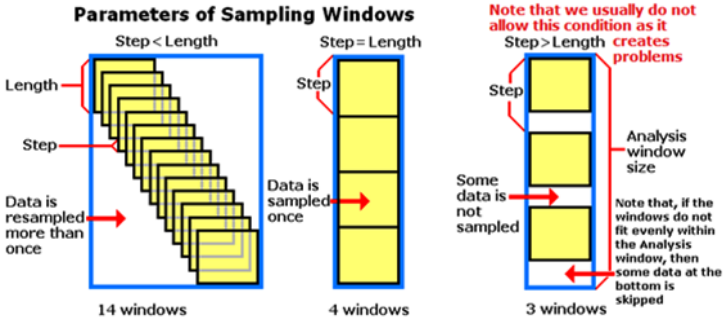 Parameters of Sampling Windows
Note that we usually do not
allow this condition as it
creates
problems
Step < Length
Length
Step
Data is
resampled
more than
once
14 windows
Step = Length
Step
Data is
sampled
once
4 windows
Step > Length
Step
Some
data is
not
sampled
3 windows
Analysis
window
size
Note that, if the
windows do not
fit evenly within
the Analysis
window, then
some data at the
bottom is
skipped